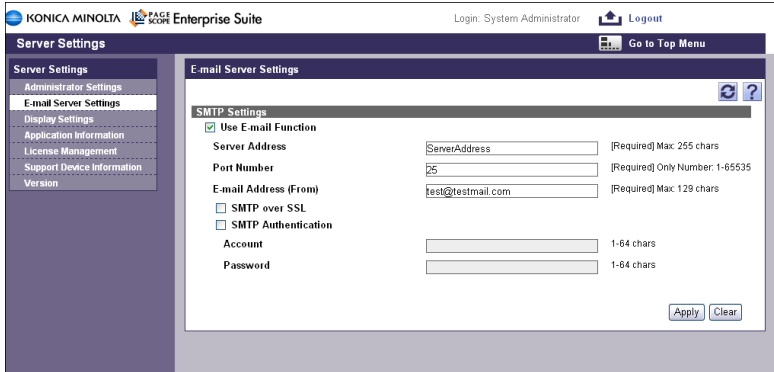 KONICA MINOLTA PAGE SCOPE Enterprise Suite Login: System Administrator Logout
Server Settings Go to Top Menu
Server Settings
Administrator Settings
E-mail Server Settings
Display Settings
Application Information
License Management
Support Device Information
Version
E-mail Server Settings
?
SMTP Settings
Use E-mail Function
Server Address ServerAddress [Required] Max: 255 chars
Port Number 25 [Required] Only Number: 1-65535
E-mail Address (From) test@testmail.com [Required] Max: 129 chars
SMTP over SSL
SMTP Authentication
Account 1-64 chars
Password 1-64 chars
Apply Clear